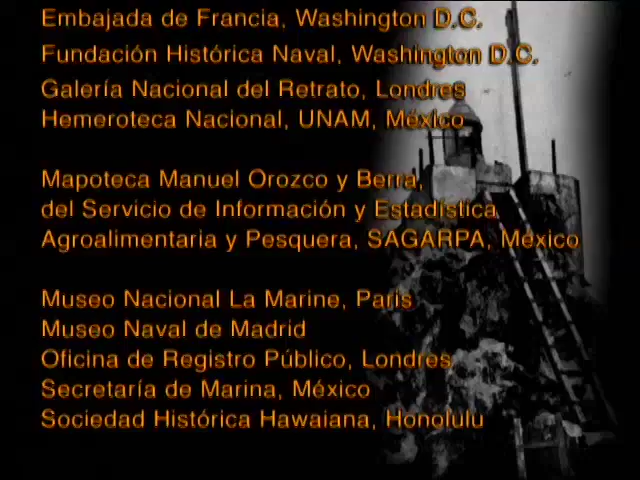 Embajada de Francia, Washington D.C.
Fundación Histórica Naval, Washington D.C.
Galería Nacional del Retrato, Londres
Hemeroteca Nacional, UNAM, México
Mapoteca Manuel Orozco y Berra,
del Servicio de Información y Estadística
Agroalimentaria y Pesquera, SAGARPA, México
Museo Nacional La Marine, Paris
Museo Naval de Madrid
Oficina de Registro Público, Londres
Secretaría de Marina, México
Sociedad Histórica Hawaiana, Honolulu